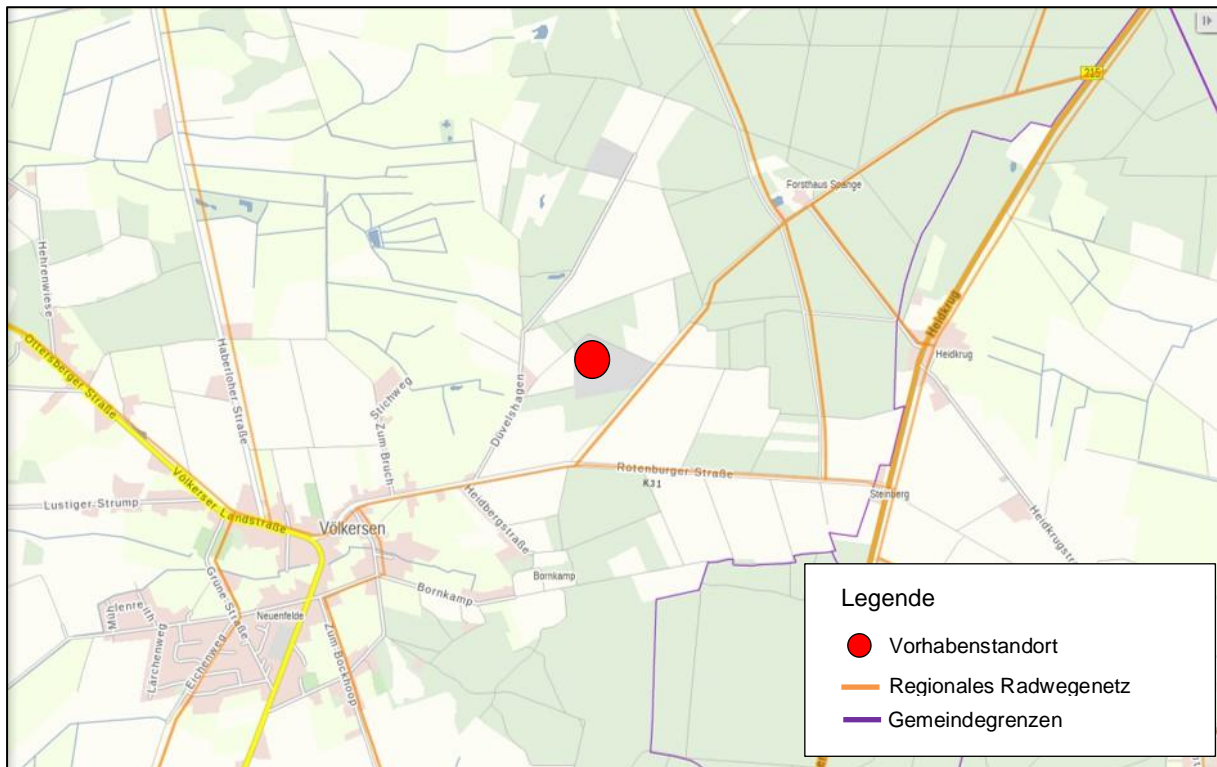 215
Forsthaus Spange
Hehrenwiese
Haberloher Straße
Ottersberger Straße
Heidkrug
Heidkrug
Stichweg
Düvelshagen
Zum Bruch
Rotenburger Straße
K31
Völkerser Landstraße
Lustiger Strump
Heidbergstraße
Steinberg
Völkersen
Heidkrugstr
Bornkamp
Bornkamp
Grüne Straße
Neuenfelde
Lärchenweg
Eichenweg
Zum Bockhoop
Legende
Vorhabenstandort
Regionales Radwegenetz
Gemeindegrenzen